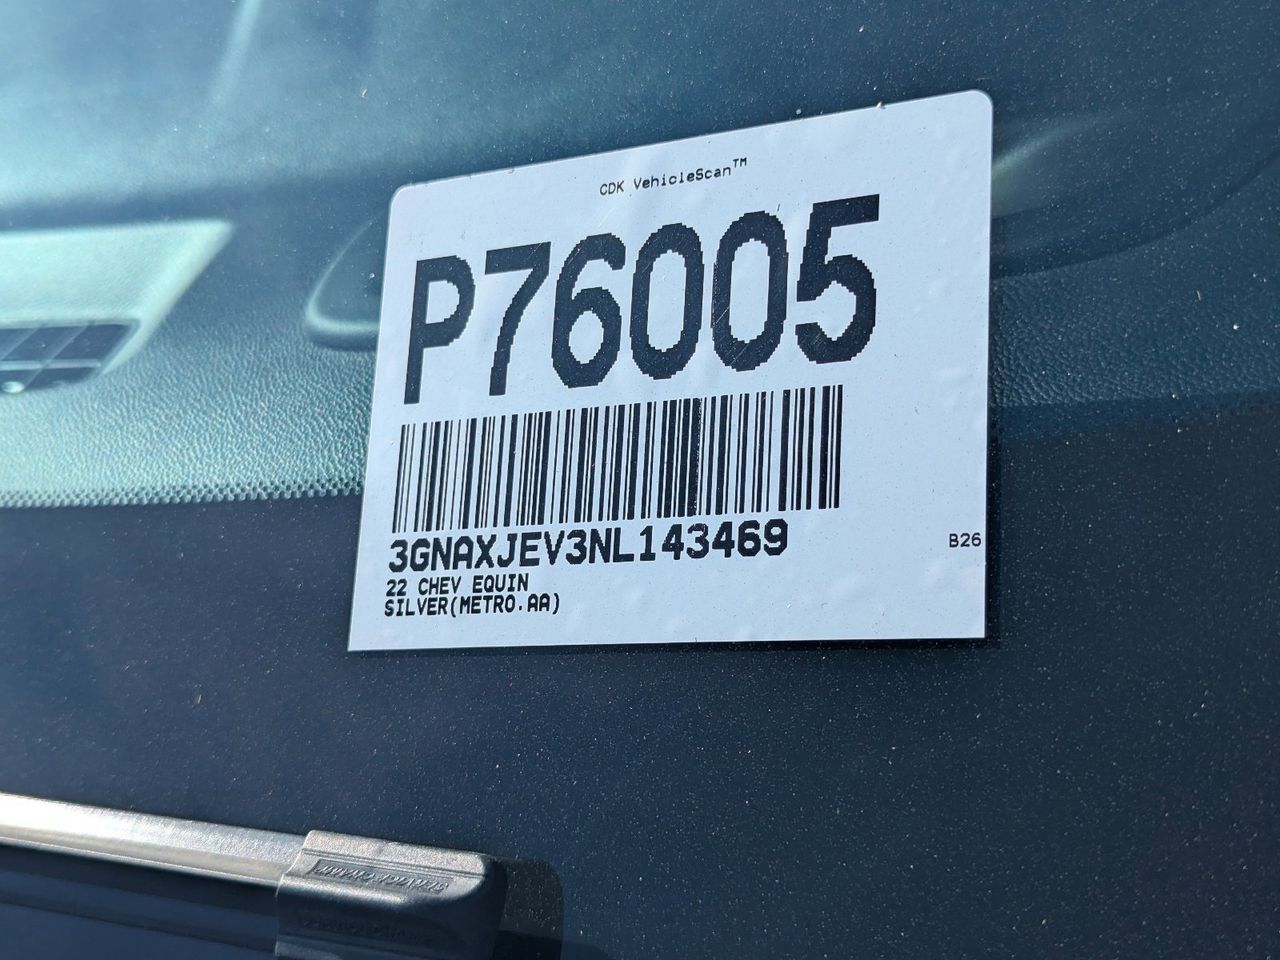 CDK VehicleScan™
P76005
3GNAXJEV3NL143469
22 CHEV EQUIN
SILVER(METRO.AA)
B26